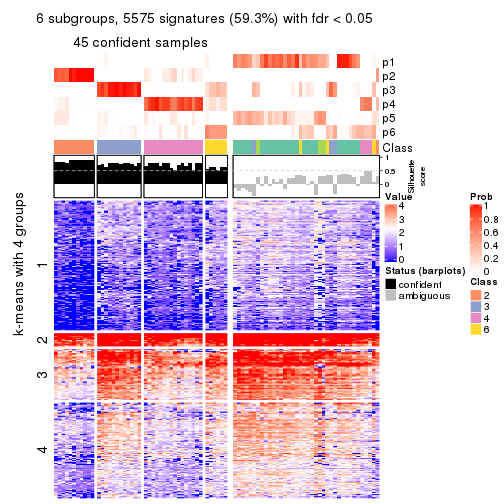 6 subgroups, 5575 signatures (59.3%) with fdr < 0.05
45 confident samples
p1
p2
p3
p4
p5
p6
Class
1
0.5
0
Silhouette
score
k-means with 4 groups
1
2
3
4
Value
4
3
2
1
0
Status (barplots)
confident
ambiguous
Prob
1
0.8
0.6
0.4
0.2
0
Class
2
3
4
6